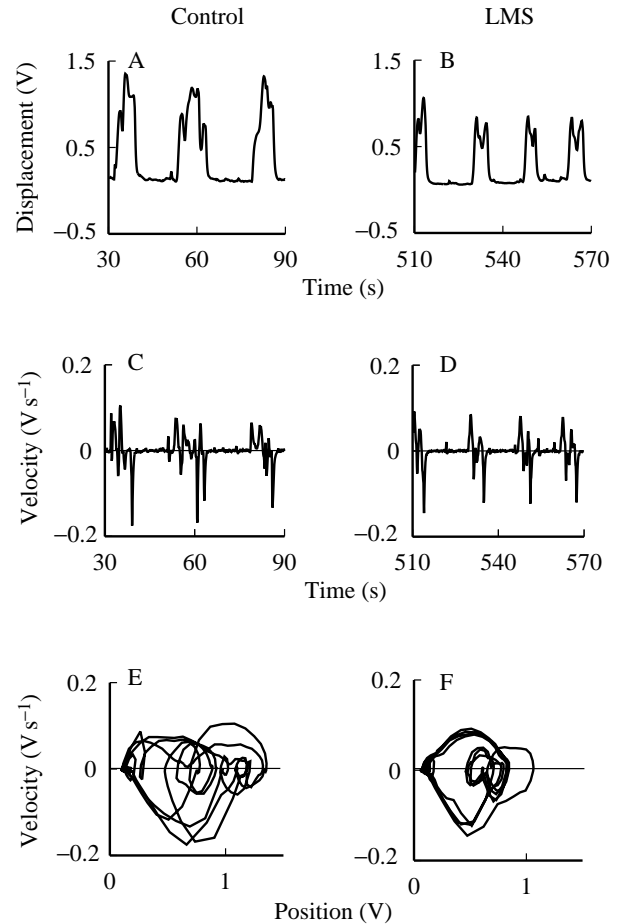 Control LMS
A B
Displacement (V)
1.5
0.5
–0.5
30 60 90
510 540 570
Time (s)
C D
Velocity (V s–1)
0.2
0
–0.2
0.2
0
–0.2
30 60 90
510 540 570
Time (s)
E F
Velocity (V s–1)
0.2
0
–0.2
0.2
0
–0.2
0 1
0 1
Position (V)
1.5
0.5
–0.5